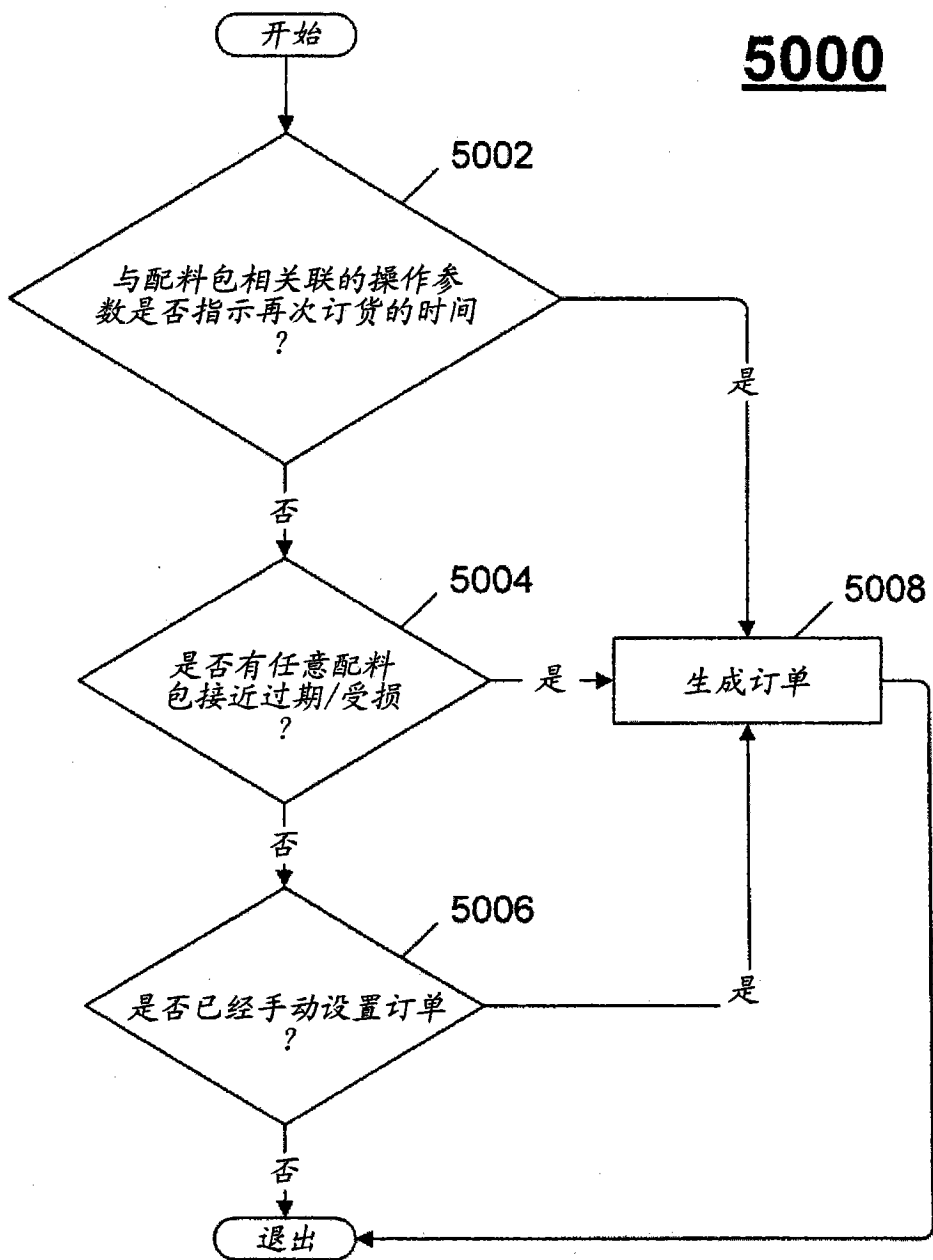 开始
5000
5002
与配料包相关联的操作参
数是否指示再次订货的时间
?
是
否
5004
5008
是否有任意配料
包接近过期/受损
?
是
生成订单
否
5006
是否已经手动设置订单
?
是
否
退出